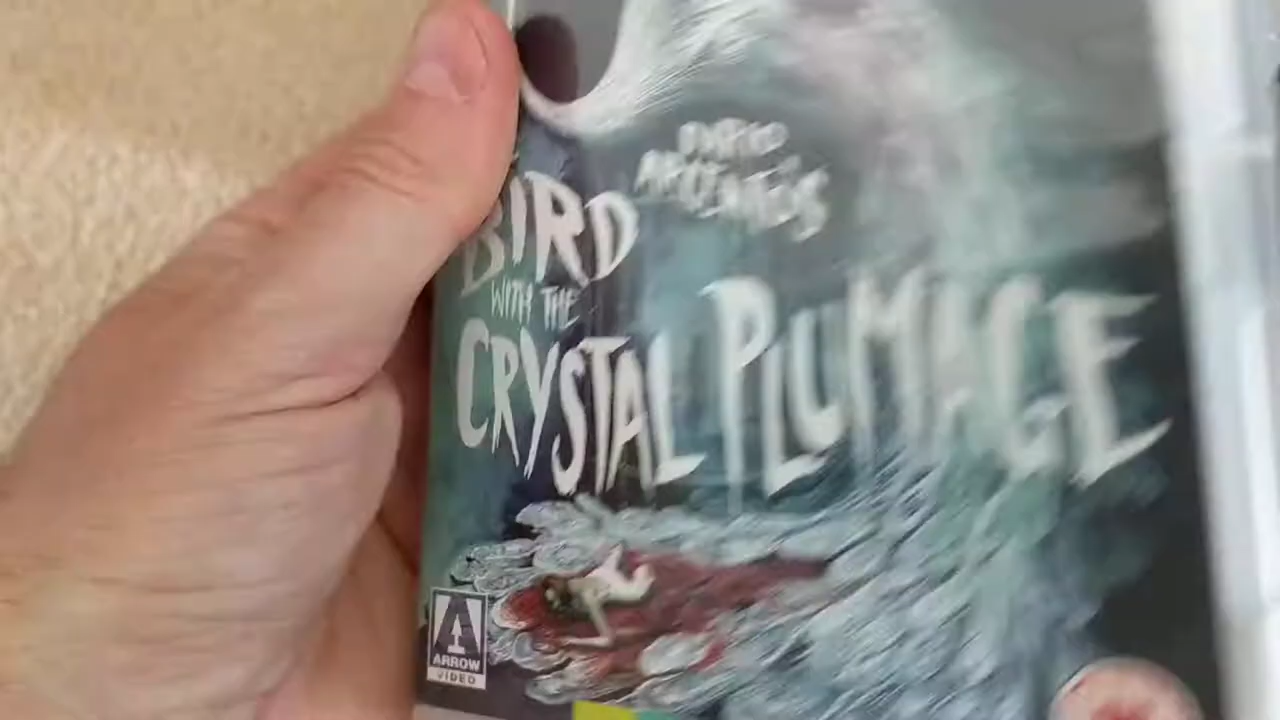 DARIO
ARGENTO'S
BIRD
WITH THE
CRYSTAL PLUMAGE
ARROW
VIDEO